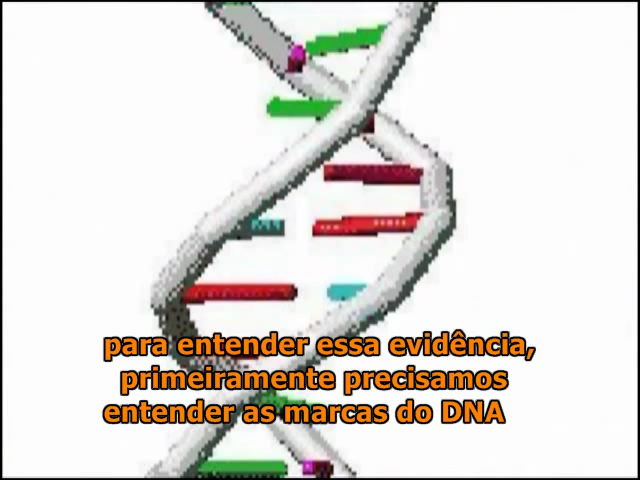 para entender essa evidência,
primeiramente precisamos
entender as marcas do DNA